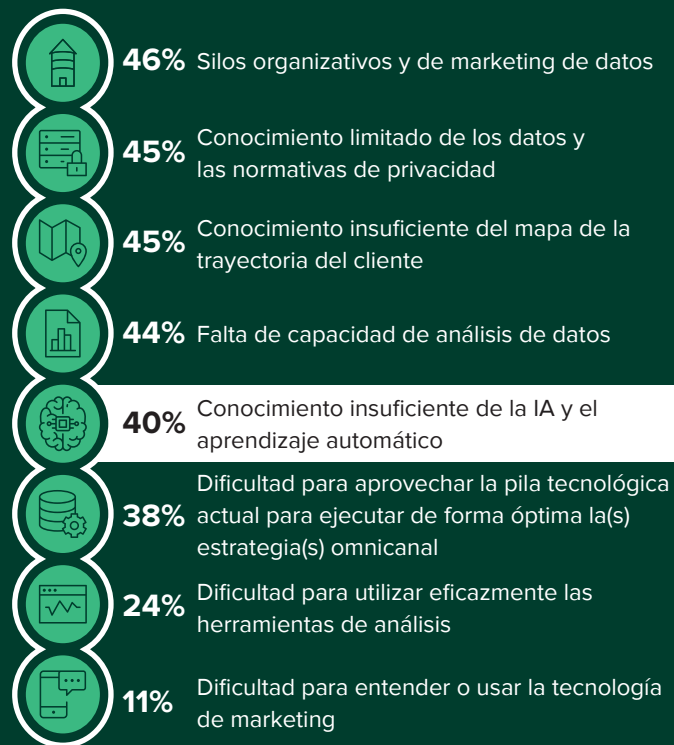 46% Silos organizativos y de marketing de datos
45% Conocimiento limitado de los datos y
las normativas de privacidad
45% Conocimiento insuficiente del mapa de la
trayectoria del cliente
44% Falta de capacidad de análisis de datos
40% Conocimiento insuficiente de la IA y el
aprendizaje automático
38% Dificultad para aprovechar la pila tecnológica
actual para ejecutar de forma óptima la(s)
estrategia(s) omnicanal
24% Dificultad para utilizar eficazmente las
herramientas de análisis
11% Dificultad para entender o usar la tecnología
de marketing